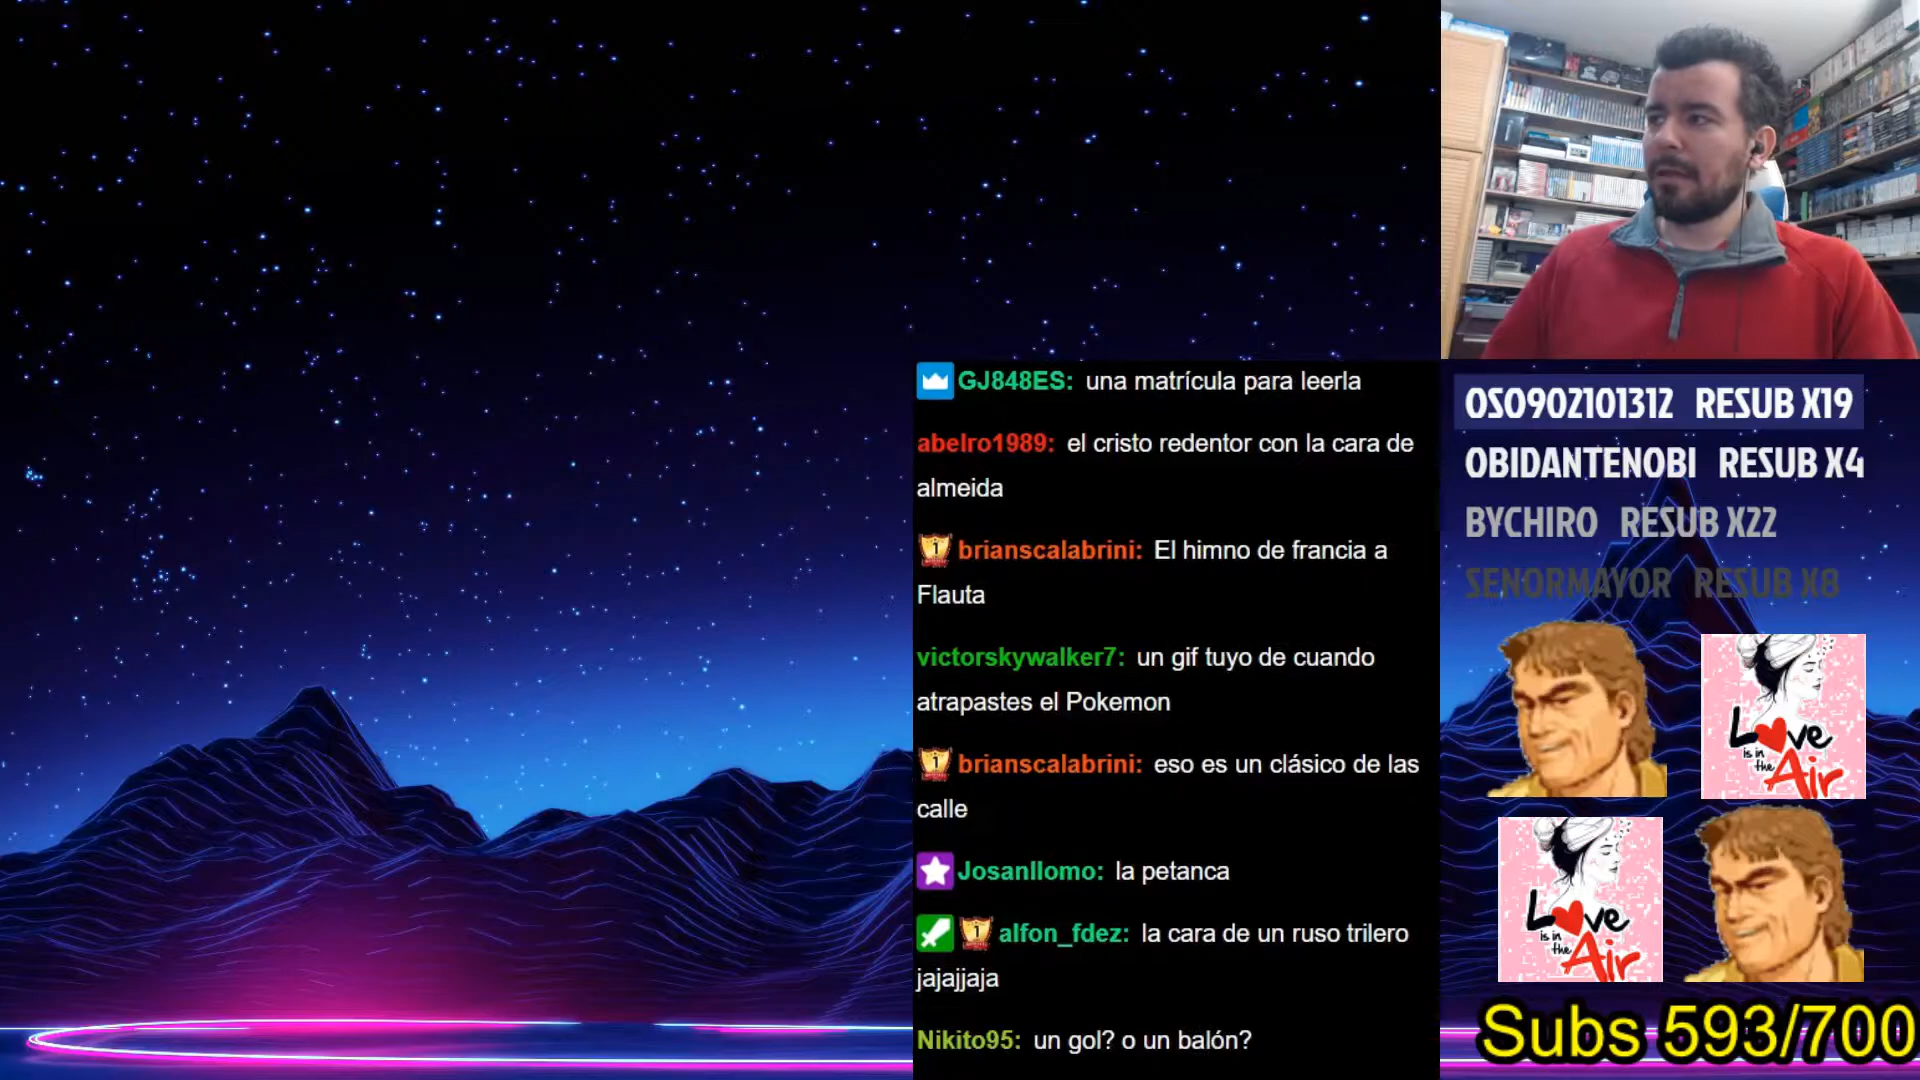 GJ848ES: una matrícula para leerla
abelro1989: el cristo redentor con la cara de
almeida
1 brianscalabrini: El himno de francia a
Flauta
victorskywalker7: un gif tuyo de cuando
atrapastes el Pokemon
1 brianscalabrini: eso es un clásico de las
calle
Josanllomo: la petanca
1 alfon_fdez: la cara de un ruso trilero
jajajjaja
Nikito95: un gol? o un balón?
OSO902101312 RESUB X19
OBIDANTENOBI RESUB X4
BYCHIRO RESUB X22
SENORMAYOR RESUB X8
Love
is in
the Air
Love
is in
the Air
Subs 593/700